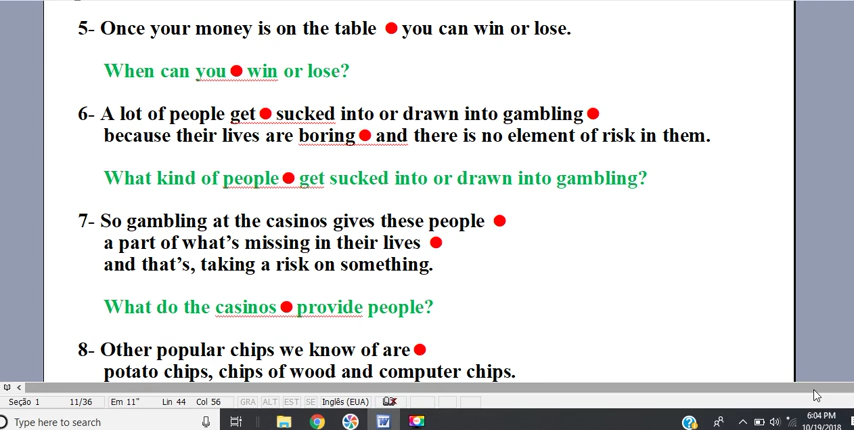 5- Once your money is on the table ● you can win or lose.
When can you ● win or lose?
6- A lot of people get ● sucked into or drawn into gambling ●
because their lives are boring ● and there is no element of risk in them.
What kind of people ● get sucked into or drawn into gambling?
7- So gambling at the casinos gives these people ●
a part of what's missing in their lives ●
and that's, taking a risk on something.
What do the casinos ● provide people?
8- Other popular chips we know of are ●
potato chips, chips of wood and computer chips.
Seção 1 11/36 Em 11" Lin 44 Col 56 GRA ALT EST SE Inglês (EUA)
Type here to search
6:04 PM
10/19/2018